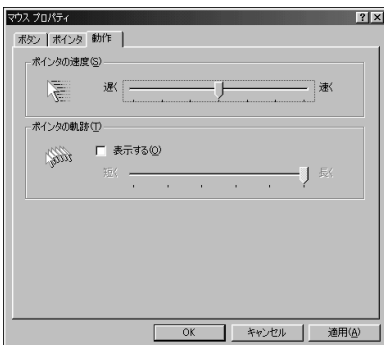 マウス プロパティ
ボタン ポインタ 動作
ポインタの速度(S)
遅く 速く
ポインタの軌跡(T)
表示する(O)
短く 長く
OK キャンセル 適用(A)